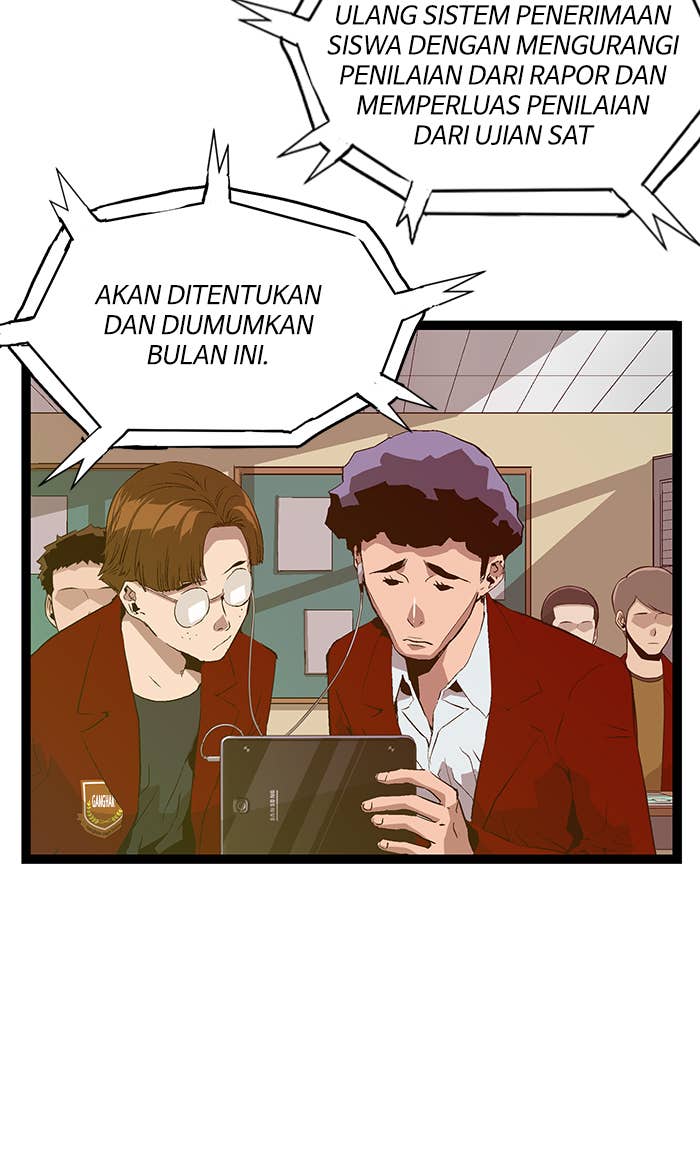 ULANG SISTEM PENERIMAAN
SISWA DENGAN MENGURANGI
PENILAIAN DARI RAPOR DAN
MEMPERLUAS PENILAIAN
DARI UJIAN SAT
AKAN DITENTUKAN
DAN DIUMUMKAN
BULAN INI.